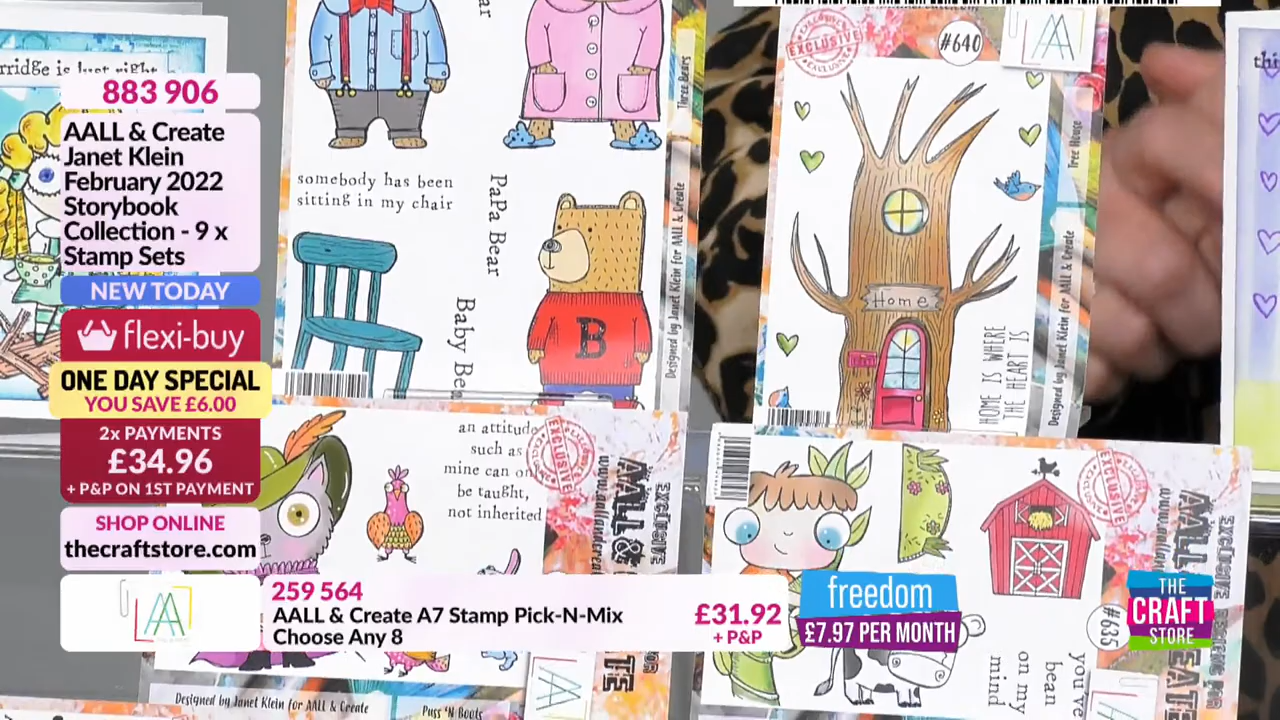 883 906
AALL & Create
Janet Klein
February 2022
Storybook
Collection - 9 x
Stamp Sets
NEW TODAY
flexi-buy
ONE DAY SPECIAL
YOU SAVE £6.00
2x PAYMENTS
£34.96
+ P&P ON 1ST PAYMENT
SHOP ONLINE
thecraftstore.com
259 564
AALL & Create A7 Stamp Pick-N-Mix
Choose Any 8
£31.92
+ P&P
freedom
£7.97 PER MONTH
THE
CRAFT
STORE
somebody has been
sitting in my chair
PaPa Bear
Baby
B
Three Bears
Designed by Janet Klein for AALL & Create
EXCLUSIVE
#640
Home
HOME IS WHERE
THE HEART IS
Tree House
Designed by Janet Klein for AALL & Create
an attitude
such as
mine can
be taught,
not inherited
EXCLUSIVE
AALL &
EXCLUSIVE
Designed by Janet Klein for AALL & Create
Puss 'N Boots
EXCLUSIVE
AALL
#635
you've
bean
on my
mind
is just right